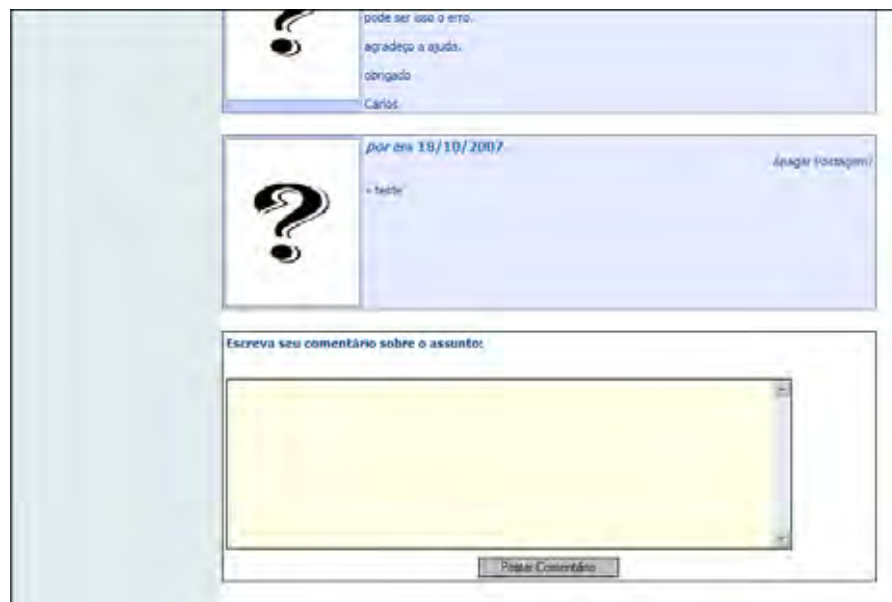 pode ser isso o erro.
agradeço a ajuda.
obrigado
Carlos
por em 18/10/2007
Apagar Postagem?
» teste
Escreva seu comentário sobre o assunto:
Postar Comentário